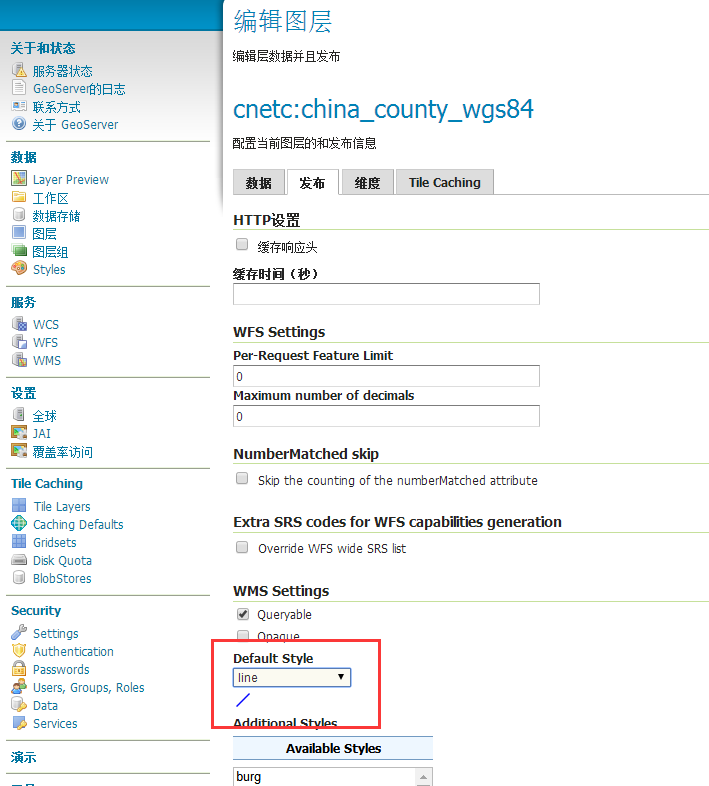 关于和状态
服务器状态
GeoServer的日志
联系方式
关于 GeoServer
数据
Layer Preview
工作区
数据存储
图层
图层组
Styles
服务
WCS
WFS
WMS
设置
全球
JAI
覆盖率访问
Tile Caching
Tile Layers
Caching Defaults
Gridsets
Disk Quota
BlobStores
Security
Settings
Authentication
Passwords
Users, Groups, Roles
Data
Services
演示
编辑图层
编辑层数据并且发布
cnetc:china_county_wgs84
配置当前图层的和发布信息
数据 发布 维度 Tile Caching
HTTP设置
缓存响应头
缓存时间（秒）
WFS Settings
Per-Request Feature Limit
0
Maximum number of decimals
0
NumberMatched skip
Skip the counting of the numberMatched attribute
Extra SRS codes for WFS capabilities generation
Override WFS wide SRS list
WMS Settings
Queryable
Opaque
Default Style
line
Additional Styles
Available Styles
burg